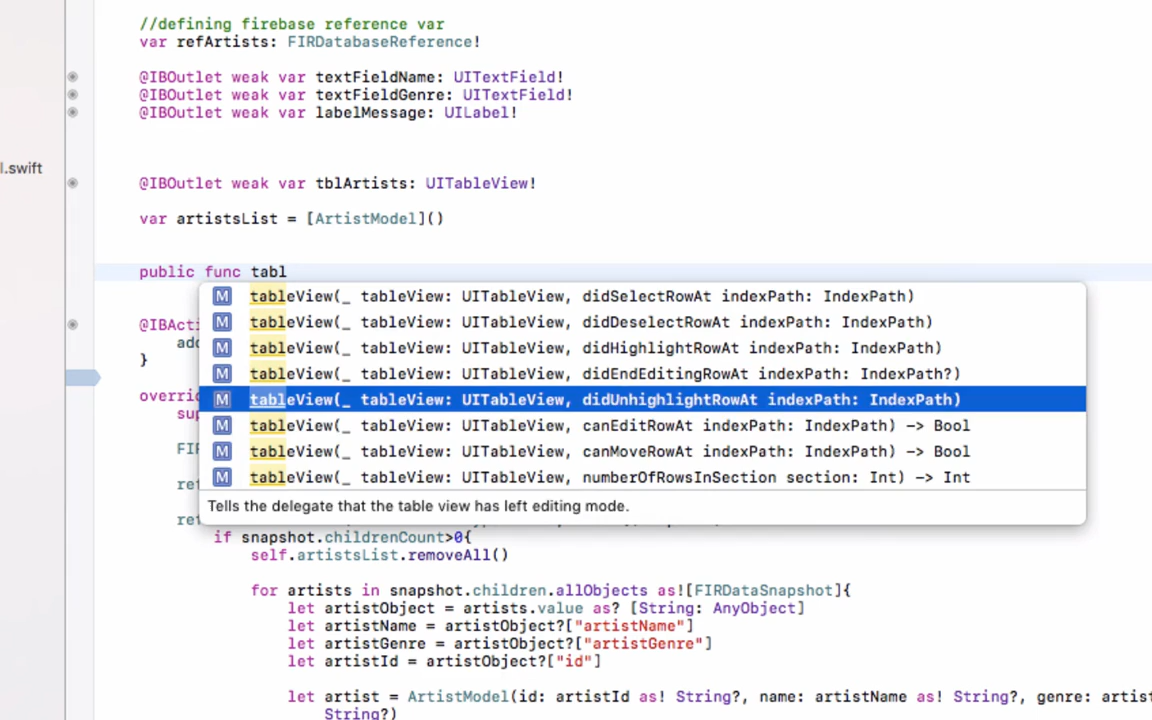 //defining firebase reference var
var refArtists: FIRDatabaseReference!
@IBOutlet weak var textFieldName: UITextField!
@IBOutlet weak var textFieldGenre: UITextField!
@IBOutlet weak var labelMessage: UILabel!
l.swift
@IBOutlet weak var tblArtists: UITableView!
var artistsList = [ArtistModel]()
public func tabl
M tableView(_ tableView: UITableView, didSelectRowAt indexPath: IndexPath)
M tableView(_ tableView: UITableView, didDeselectRowAt indexPath: IndexPath)
@IBActi
M tableView(_ tableView: UITableView, didHighlightRowAt indexPath: IndexPath)
ad
}
M tableView(_ tableView: UITableView, didEndEditingRowAt indexPath: IndexPath?)
overri
M tableView(_ tableView: UITableView, didUnhighlightRowAt indexPath: IndexPath)
su
M tableView(_ tableView: UITableView, canEditRowAt indexPath: IndexPath) -> Bool
FIR
M tableView(_ tableView: UITableView, canMoveRowAt indexPath: IndexPath) -> Bool
re
M tableView(_ tableView: UITableView, numberOfRowsInSection section: Int) -> Int
Tells the delegate that the table view has left editing mode.
re
if snapshot.childrenCount>0{
self.artistsList.removeAll()
for artists in snapshot.children.allObjects as![FIRDataSnapshot]{
let artistObject = artists.value as? [String: AnyObject]
let artistName = artistObject?["artistName"]
let artistGenre = artistObject?["artistGenre"]
let artistId = artistObject?["id"]
let artist = ArtistModel(id: artistId as! String?, name: artistName as! String?, genre: artist
String?)